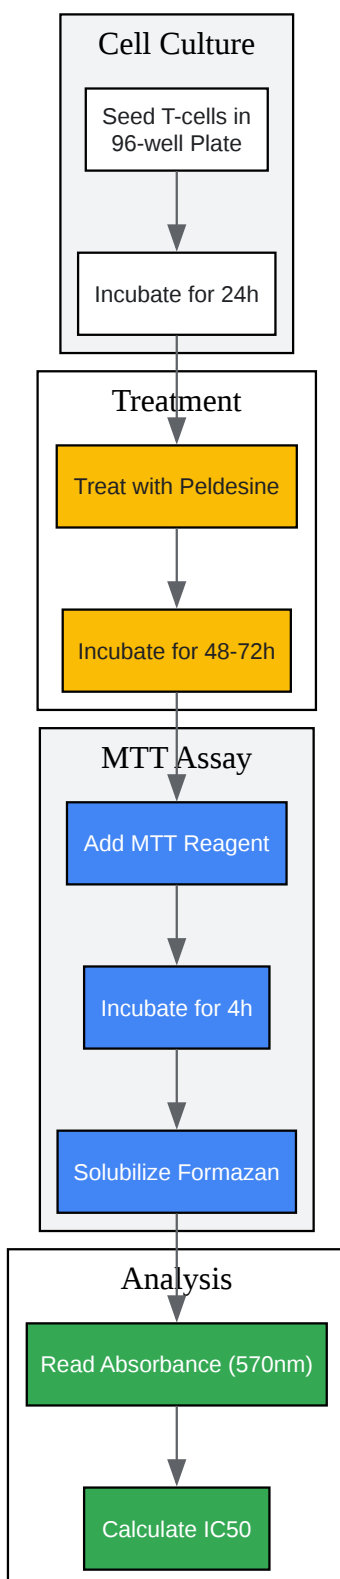 Cell Culture
Seed T-cells in
96-well Plate
Incubate for 24h
Treatment
Treat with Peldesine
Incubate for 48-72h
MTT Assay
Add MTT Reagent
Incubate for 4h
Solubilize Formazan
Analysis
Read Absorbance (570nm)
Calculate IC50